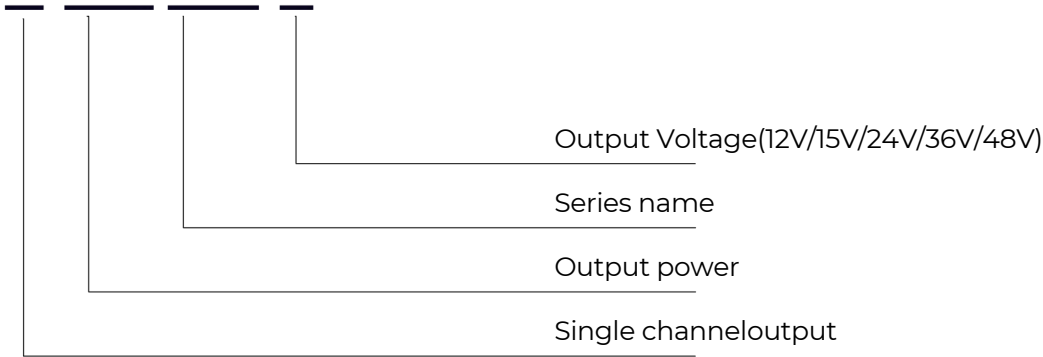 Output Voltage(12V/15V/24V/36V/48V)
Series name
Output power
Single channeloutput